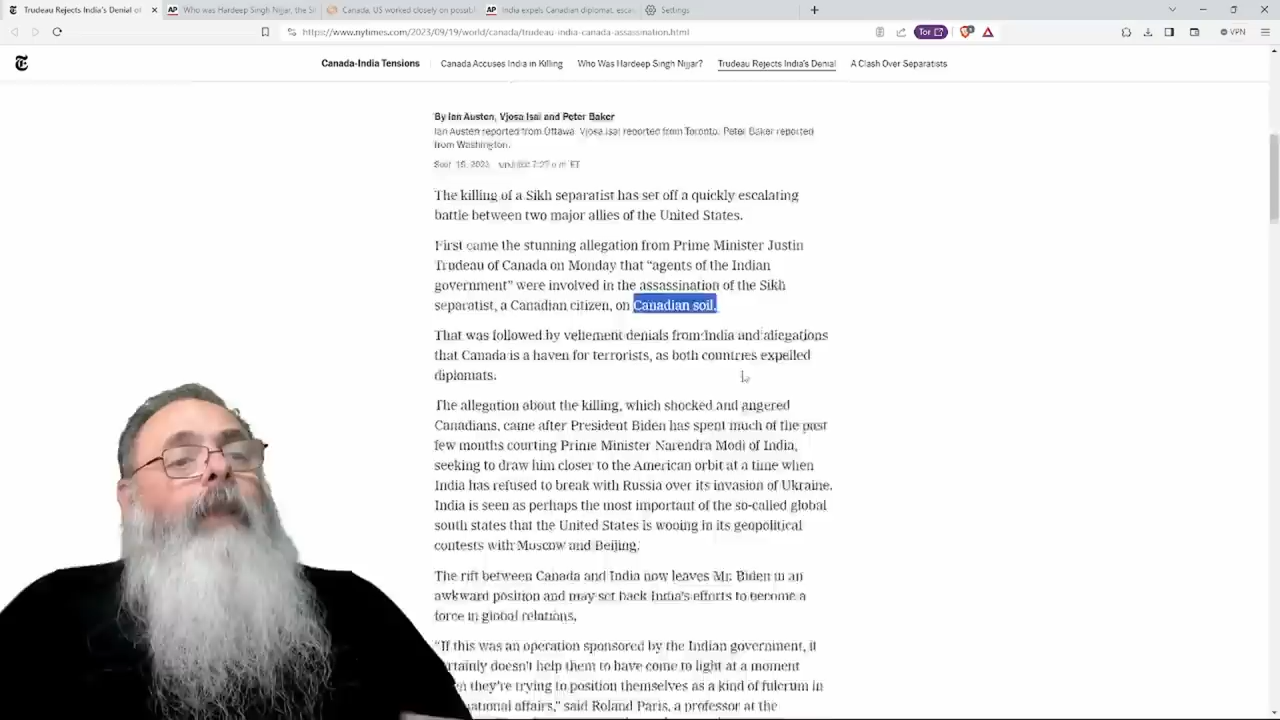 Trudeau Rejects India's Denial of
Who was Hardeep Singh Nijjar, the Si
Canada, US worked closely on possib
India expels Canadian diplomat, escal
Settings
https://www.nytimes.com/2023/09/19/world/canada/trudeau-india-canada-assassination.html
Tor
VPN
Canada-India Tensions
Canada Accuses India in Killing
Who Was Hardeep Singh Nijjar?
Trudeau Rejects India's Denial
A Clash Over Separatists
By Ian Austen, Vjosa Isai and Peter Baker
Ian Austen reported from Ottawa, Vjosa Isai reported from Toronto, Peter Baker reported
from Washington.
The killing of a Sikh separatist has set off a quickly escalating
battle between two major allies of the United States.
First came the stunning allegation from Prime Minister Justin
Trudeau of Canada on Monday that “agents of the Indian
government” were involved in the assassination of the Sikh
separatist, a Canadian citizen, on Canadian soil.
That was followed by vehement denials from India and allegations
that Canada is a haven for terrorists, as both countries expelled
diplomats.
The allegation about the killing, which shocked and angered
Canadians, came after President Biden has spent much of the past
few months courting Prime Minister Narendra Modi of India,
seeking to draw him closer to the American orbit at a time when
India has refused to break with Russia over its invasion of Ukraine.
India is seen as perhaps the most important of the so-called global
south states that the United States is wooing in its geopolitical
contests with Moscow and Beijing.
The rift between Canada and India now leaves Mr. Biden in an
awkward position and may set back India's efforts to become a
force in global relations,
“If this was an operation sponsored by the Indian government, it
rtainly doesn't help them to have come to light at a moment
n they're trying to position themselves as a kind of fulcrum in
national affairs,” said Roland Paris, a professor at the